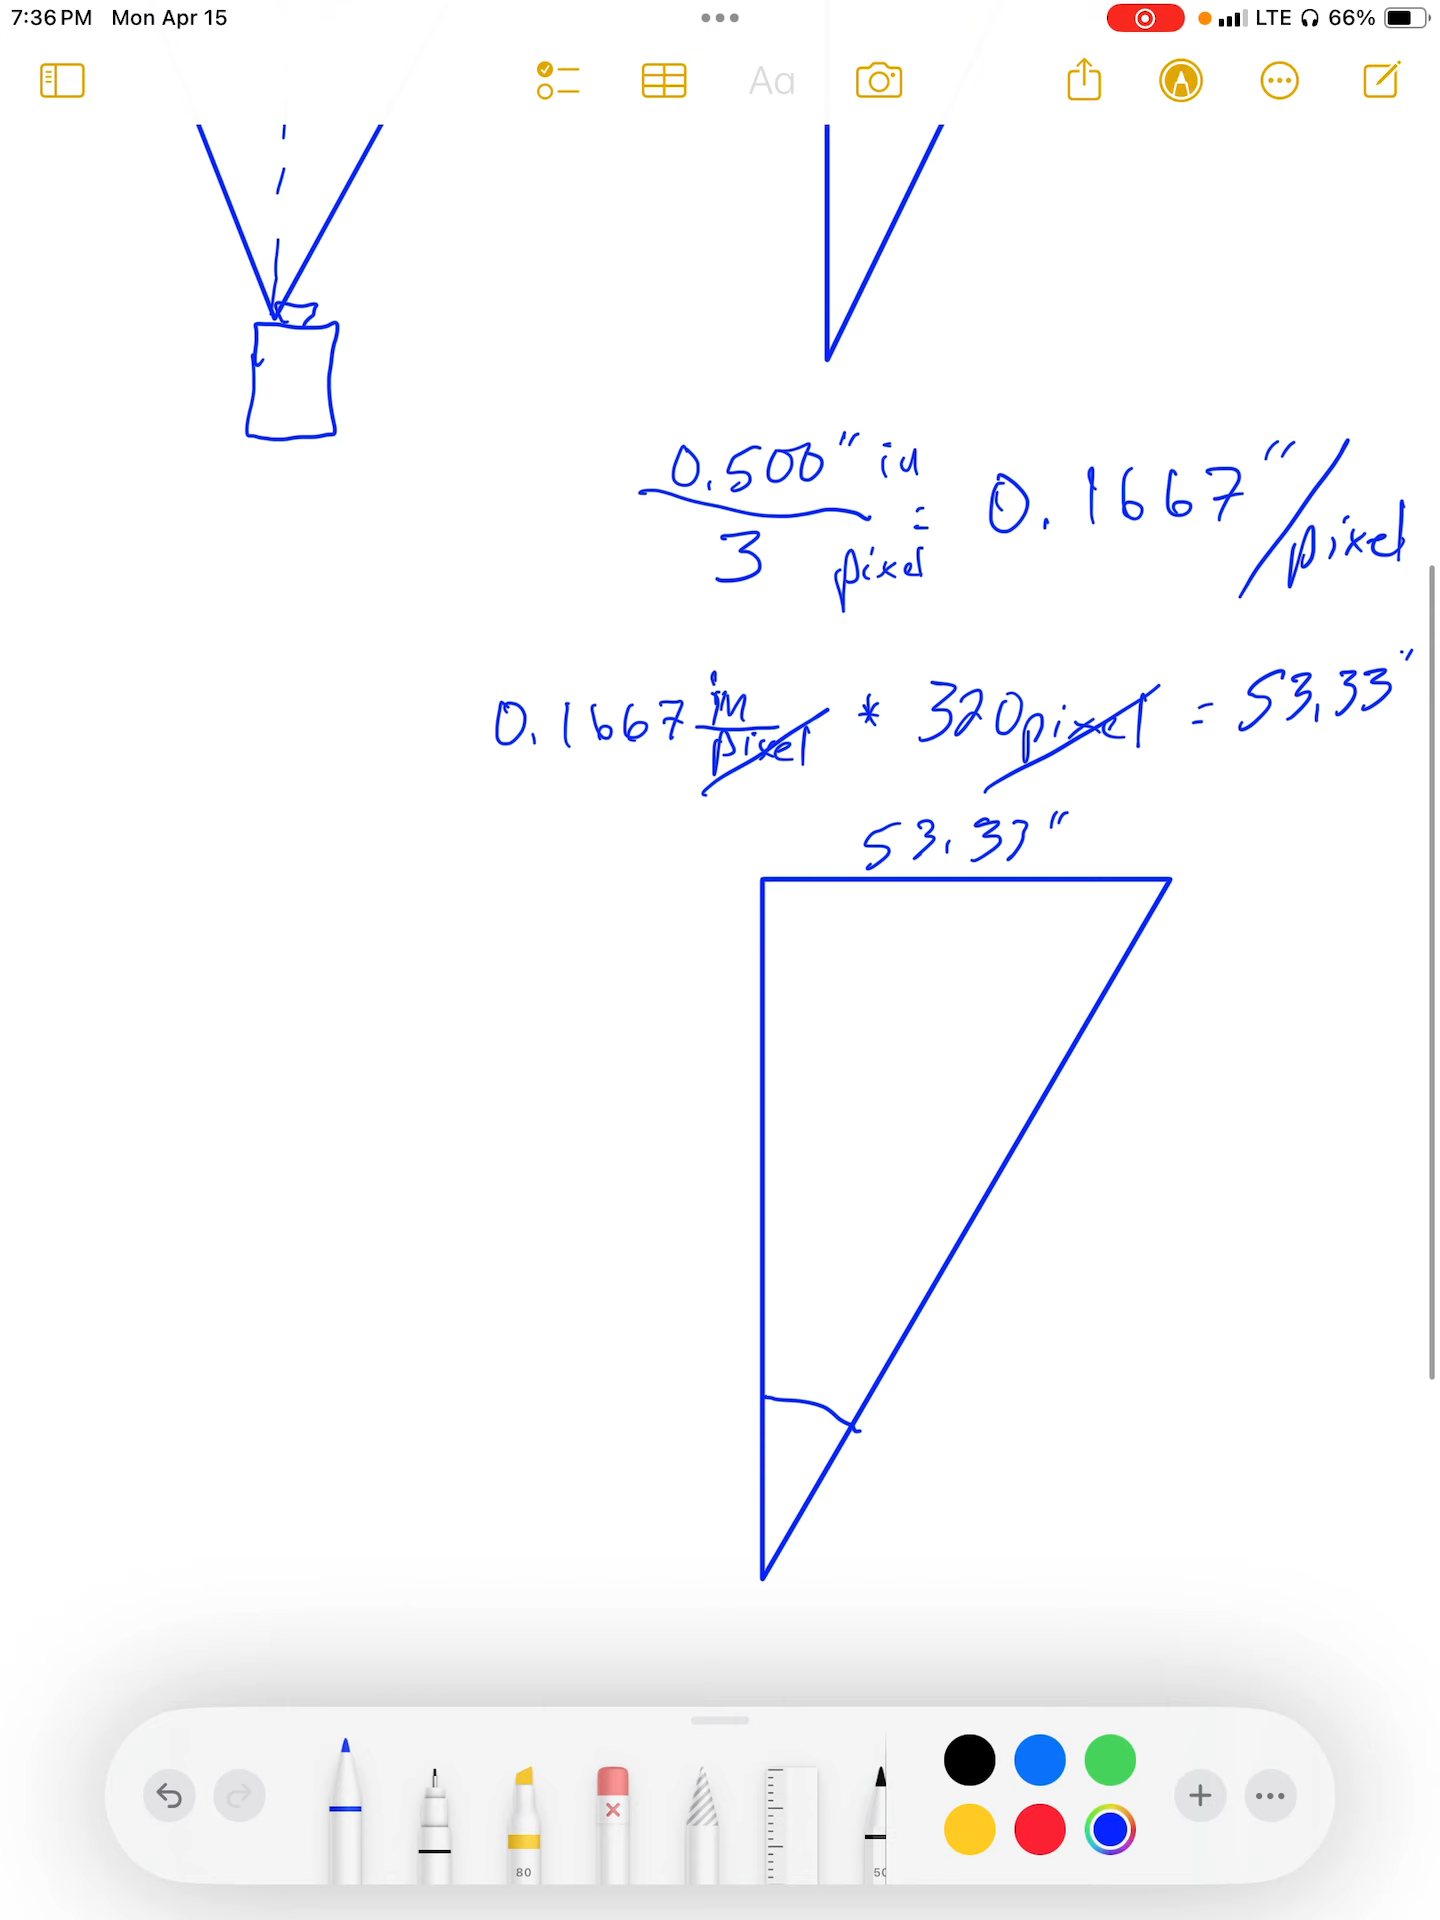 7:36 PM Mon Apr 15 LTE 66%
Aa
0.500" in
3 pixel
= 0.1667"/pixel
0.1667 in/pixel * 320 pixel = 53.33"
53.33"
80
50